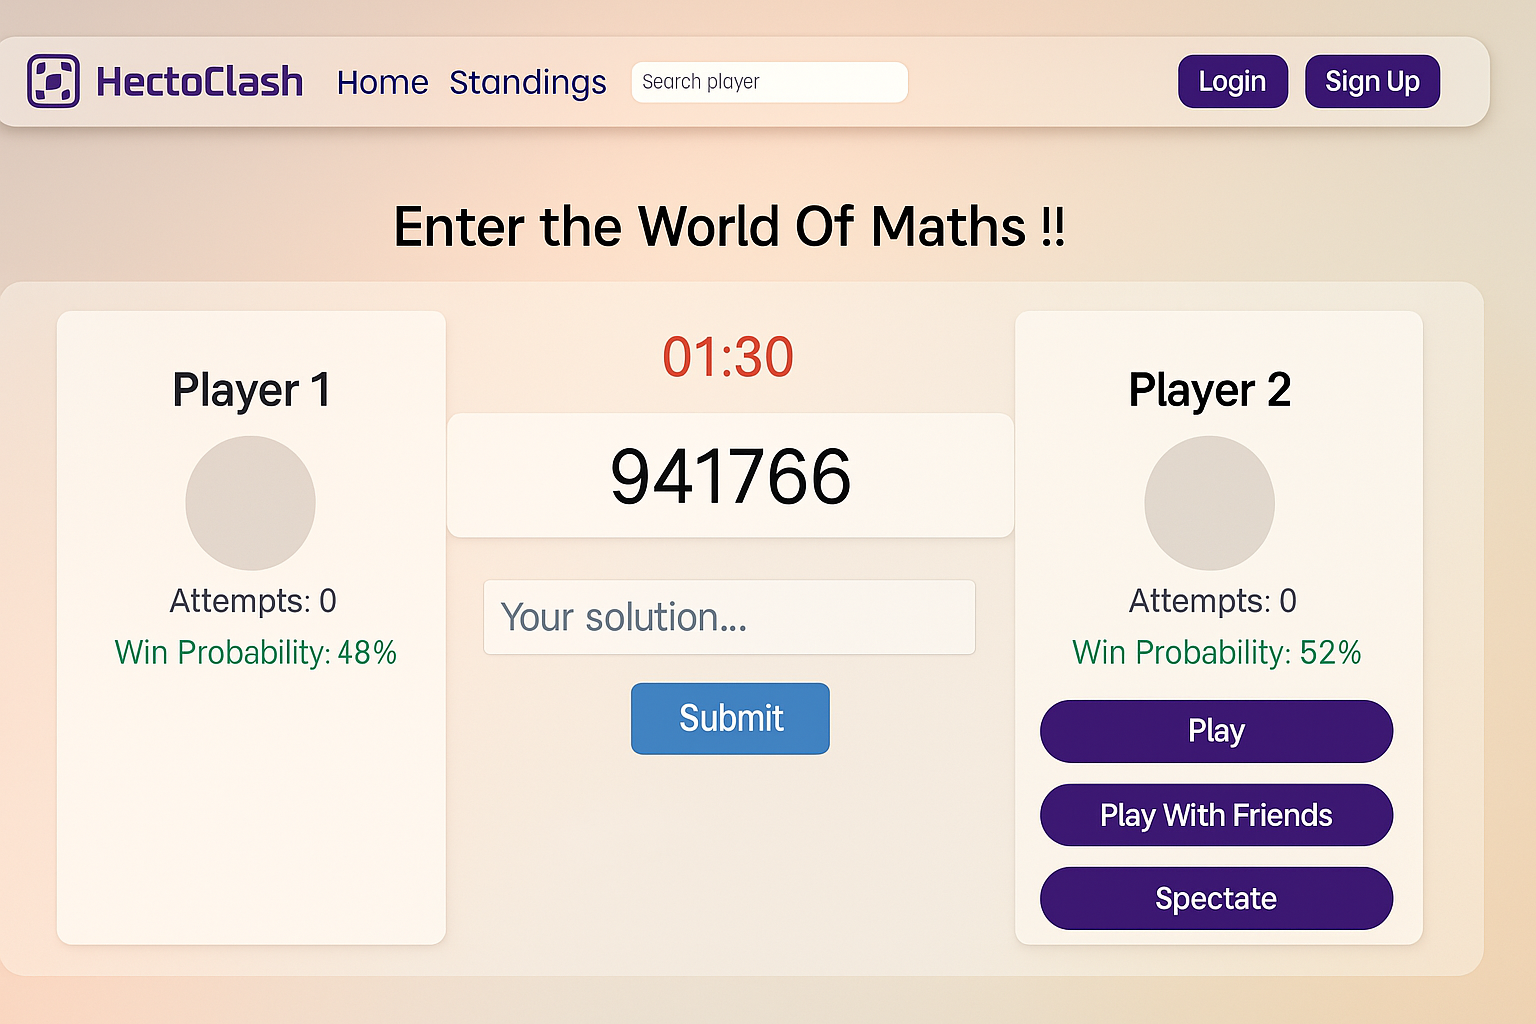 HectoClash Home Standings Search player Login Sign Up
Enter the World Of Maths !!
Player 1
Attempts: 0
Win Probability: 48%
01:30
941766
Your solution...
Submit
Player 2
Attempts: 0
Win Probability: 52%
Play
Play With Friends
Spectate